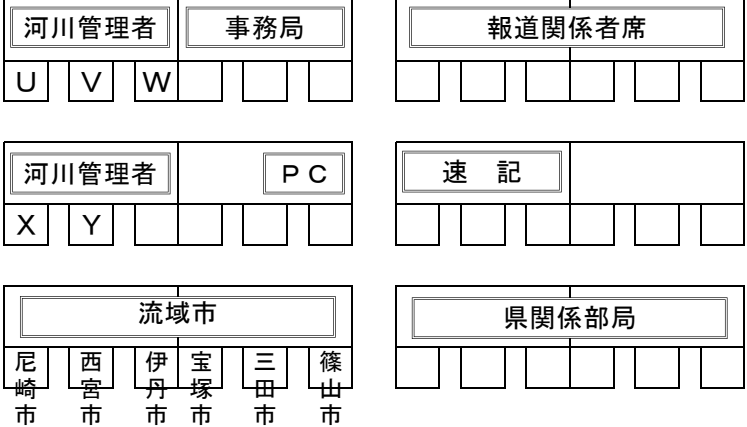 河川管理者 事務局 報道関係者席
U V W
河川管理者 PC 速 記
X Y
流域市 県関係部局
尼崎市 西宮市 伊丹市 宝塚市 三田市 篠山市